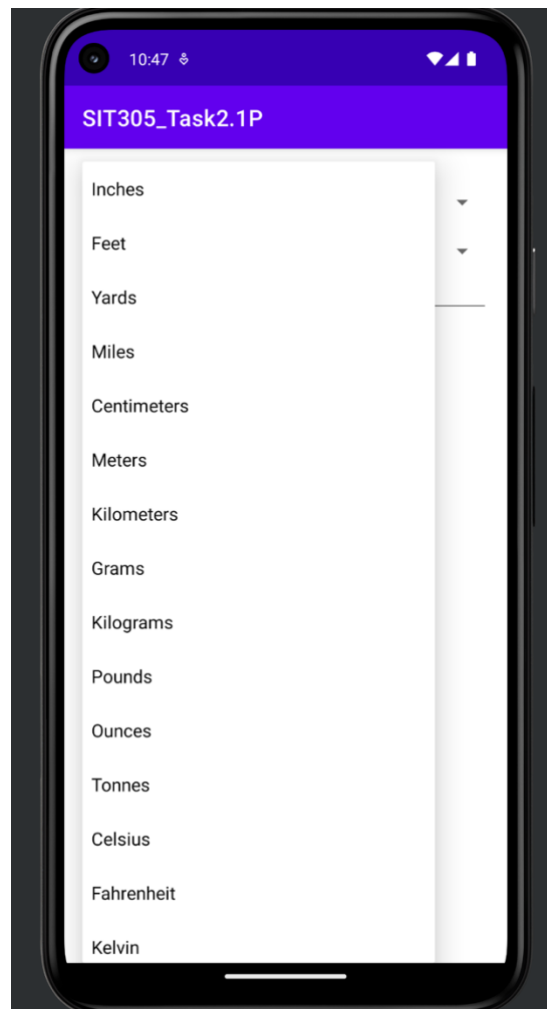 10:47
SIT305_Task2.1P
Inches
Feet
Yards
Miles
Centimeters
Meters
Kilometers
Grams
Kilograms
Pounds
Ounces
Tonnes
Celsius
Fahrenheit
Kelvin